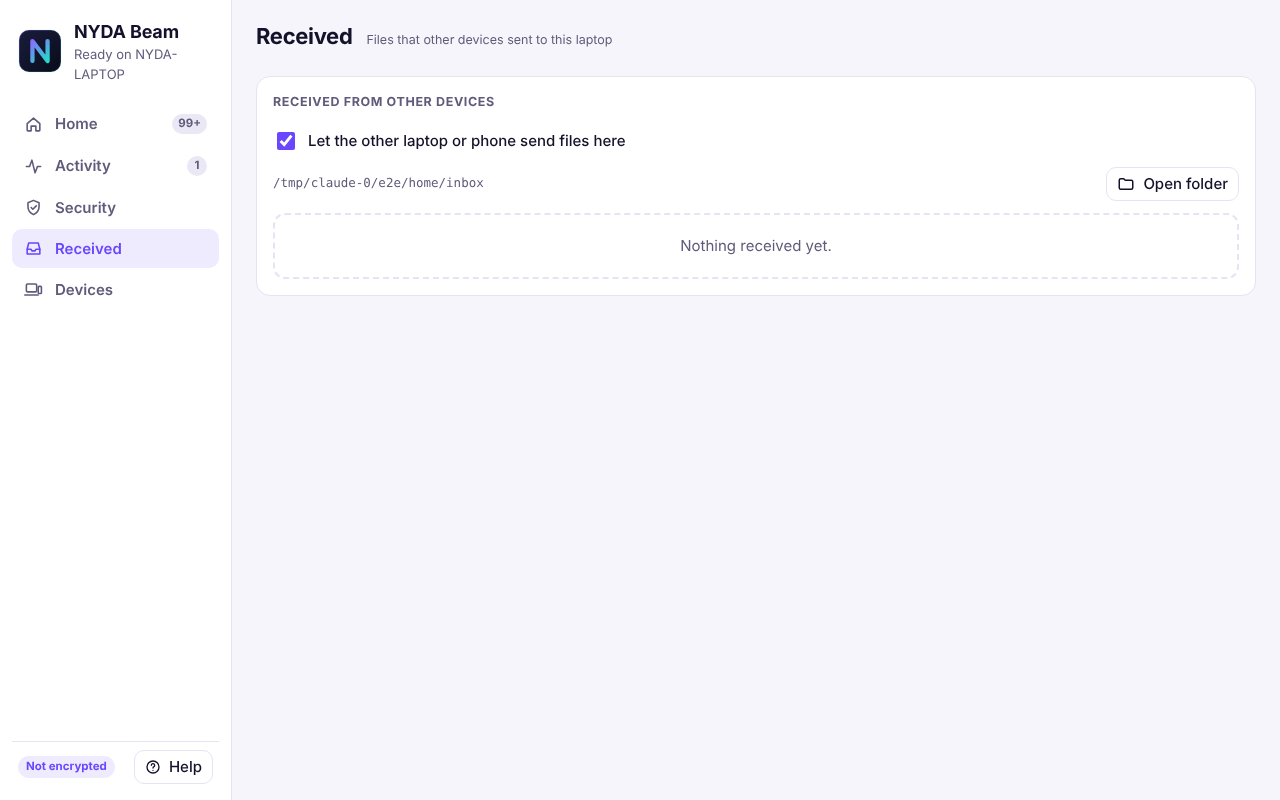 NYDA Beam
Ready on NYDA-
LAPTOP
Home 99+
Activity 1
Security
Received
Devices
Not encrypted
Help
Received Files that other devices sent to this laptop
RECEIVED FROM OTHER DEVICES
Let the other laptop or phone send files here
/tmp/claude-0/e2e/home/inbox
Open folder
Nothing received yet.